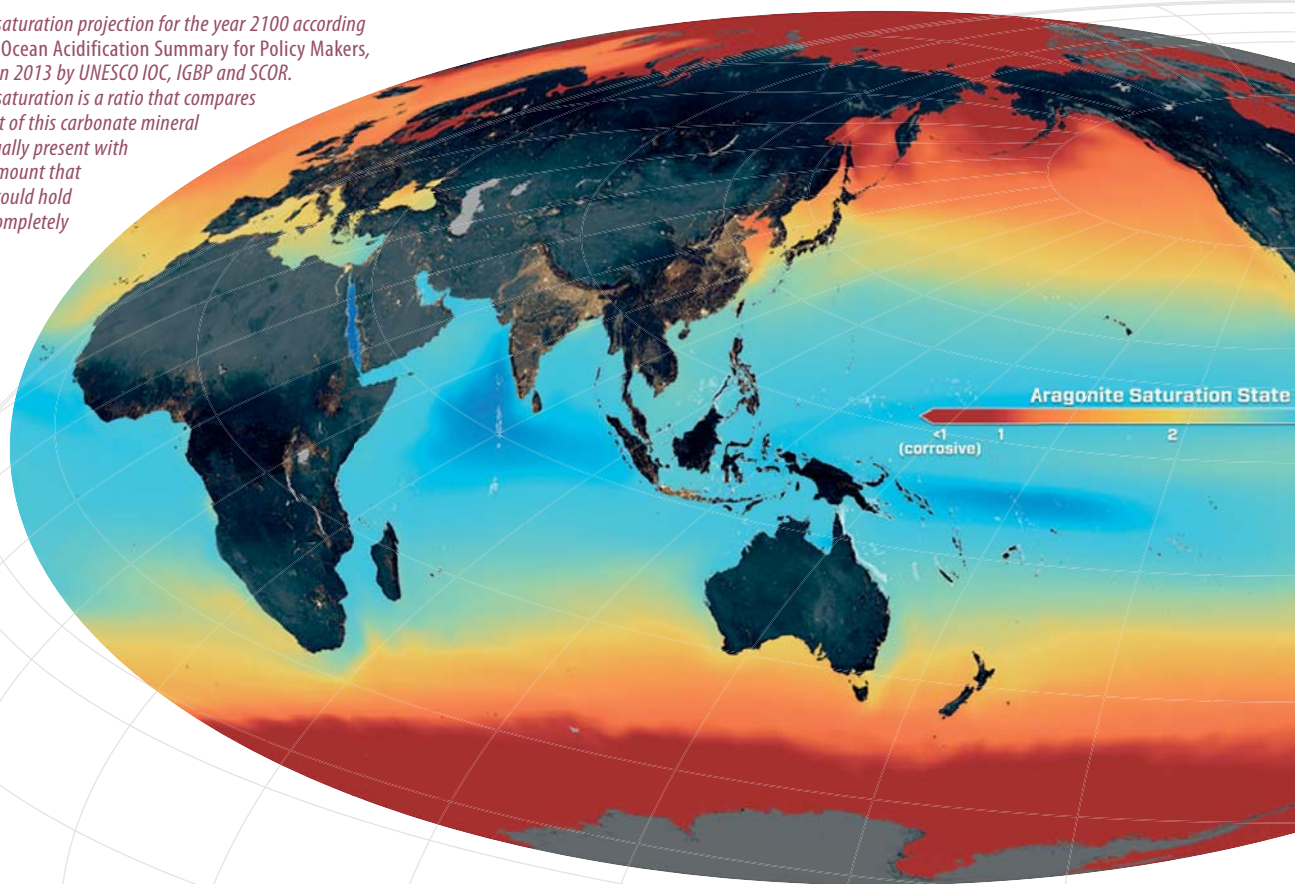 saturation projection for the year 2100 according
Ocean Acidification Summary for Policy Makers,
n 2013 by UNESCO IOC, IGBP and SCOR.
saturation is a ratio that compares
t of this carbonate mineral
ally present with
mount that
ould hold
ompletely
Aragonite Saturation State
<1 1 2
(corrosive)